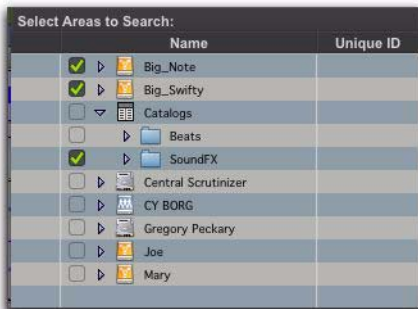 Select Areas to Search:
Name Unique ID
Big_Note
Big_Swifty
Catalogs
Beats
SoundFX
Central Scrutinizer
CY BORG
Gregory Peckary
Joe
Mary